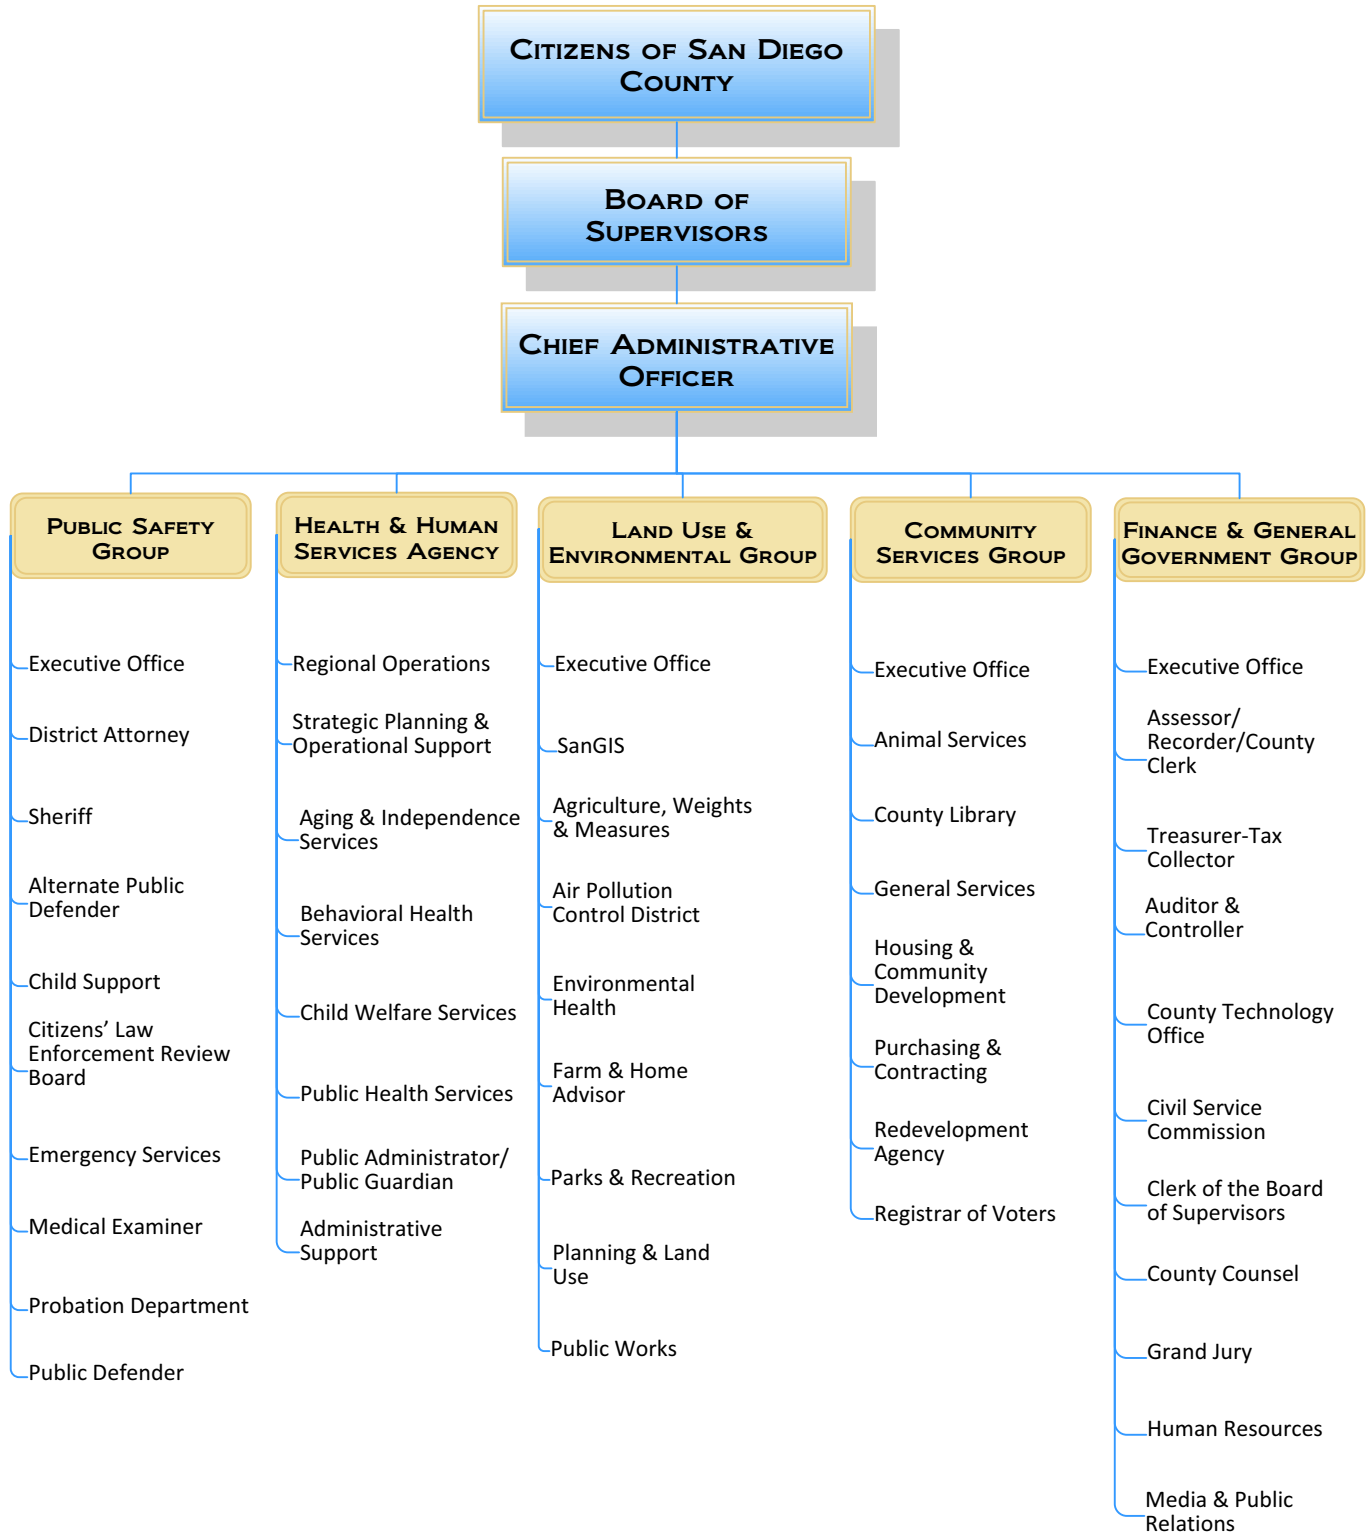 Citizens of San Diego
County
Board of
Supervisors
Chief Administrative
Officer
Public Safety
Group
Executive Office
District Attorney
Sheriff
Alternate Public
Defender
Child Support
Citizens’ Law
Enforcement Review
Board
Emergency Services
Medical Examiner
Probation Department
Public Defender
Health & Human
Services Agency
Regional Operations
Strategic Planning &
Operational Support
Aging & Independence
Services
Behavioral Health
Services
Child Welfare Services
Public Health Services
Public Administrator/
Public Guardian
Administrative
Support
Land Use &
Environmental Group
Executive Office
SanGIS
Agriculture, Weights
& Measures
Air Pollution
Control District
Environmental
Health
Farm & Home
Advisor
Parks & Recreation
Planning & Land
Use
Public Works
Community
Services Group
Executive Office
Animal Services
County Library
General Services
Housing &
Community
Development
Purchasing &
Contracting
Redevelopment
Agency
Registrar of Voters
Finance & General
Government Group
Executive Office
Assessor/
Recorder/County
Clerk
Treasurer-Tax
Collector
Auditor &
Controller
County Technology
Office
Civil Service
Commission
Clerk of the Board
of Supervisors
County Counsel
Grand Jury
Human Resources
Media & Public
Relations